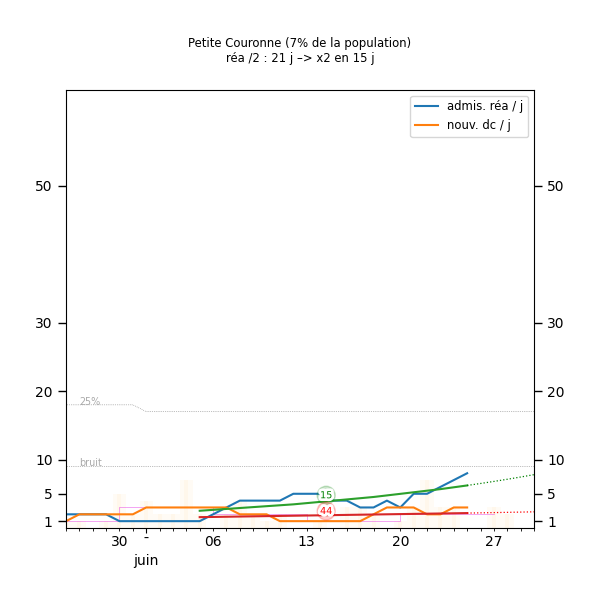 Petite Couronne (7% de la population)
réa /2 : 21 j –> x2 en 15 j
admis. réa / j
nouv. dc / j
50 50
30 30
20 20
25%
10 10
bruit
5 5
15
44
1 1
30 - 06 13 20 27
juin